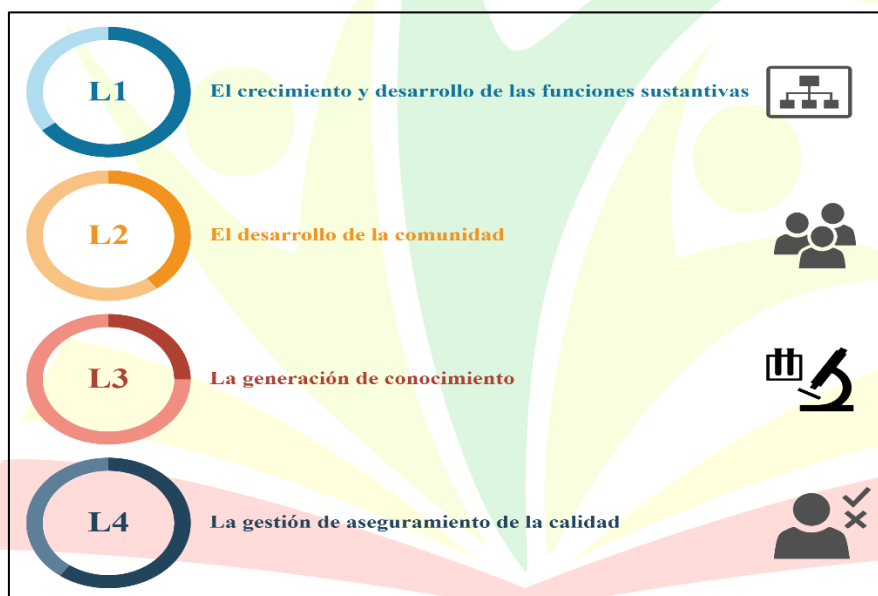 L1
El crecimiento y desarrollo de las funciones sustantivas
L2
El desarrollo de la comunidad
L3
La generación de conocimiento
L4
La gestión de aseguramiento de la calidad